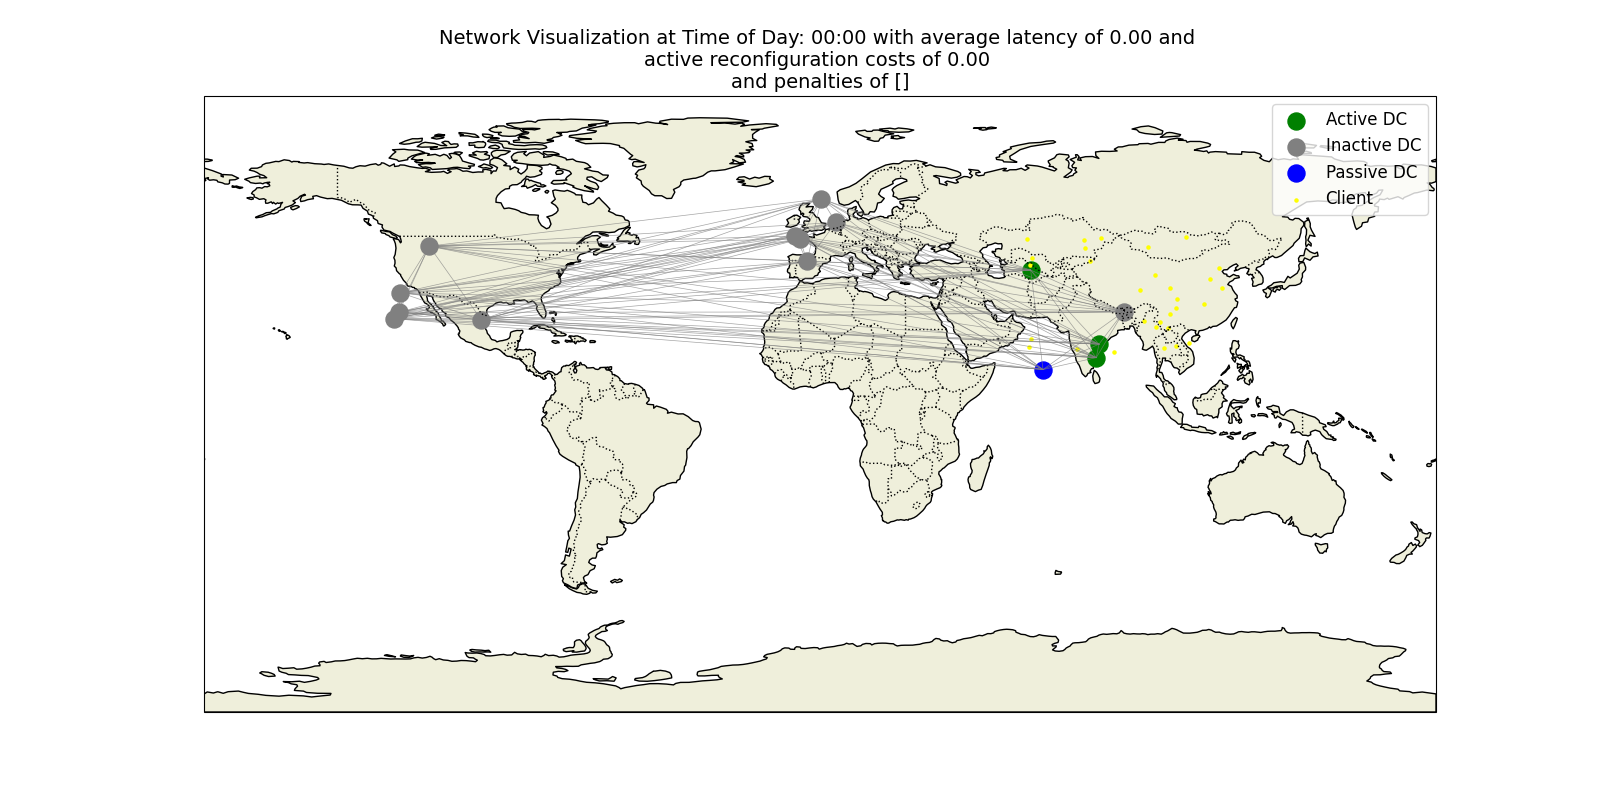 Network Visualization at Time of Day: 00:00 with average latency of 0.00 and
active reconfiguration costs of 0.00
and penalties of []
Active DC
Inactive DC
Passive DC
Client